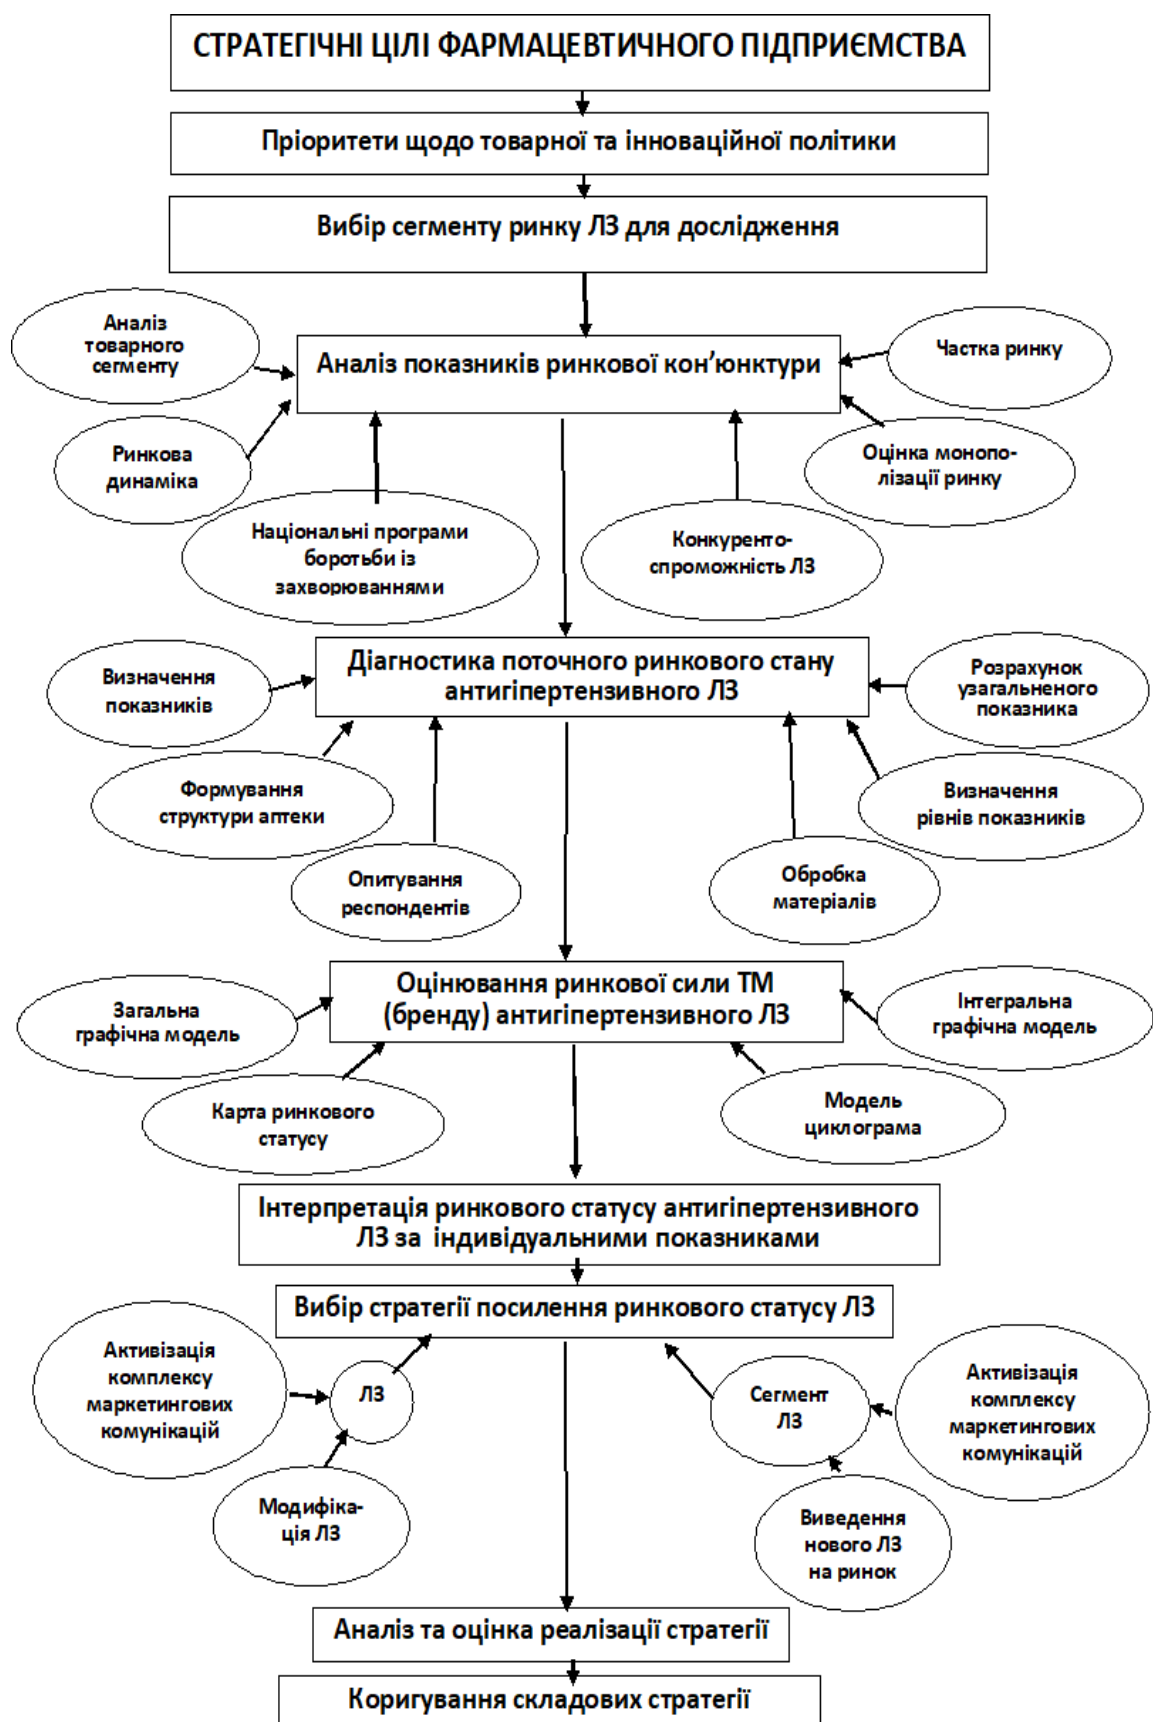 СТРАТЕГІЧНІ ЦІЛІ ФАРМАЦЕВТИЧНОГО ПІДПРИЄМСТВА
Пріоритети щодо товарної та інноваційної політики
Вибір сегменту ринку ЛЗ для дослідження
Аналіз
товарного
сегменту
Аналіз показників ринкової кон’юнктури
Частка ринку
Ринкова
динаміка
Оцінка монопо-
лізації ринку
Національні програми
боротьби із
захворюваннями
Конкуренто-
спроможність ЛЗ
Визначення
показників
Діагностика поточного ринкового стану
антигіпертензивного ЛЗ
Розрахунок
узагальненого
показника
Формування
структури аптеки
Визначення
рівнів показників
Опитування
респондентів
Обробка
матеріалів
Загальна
графічна модель
Оцінювання ринкової сили ТМ
(бренду) антигіпертензивного ЛЗ
Інтегральна
графічна модель
Карта ринкового
статусу
Модель
циклограма
Інтерпретація ринкового статусу антигіпертензивного
ЛЗ за індивідуальними показниками
Вибір стратегії посилення ринкового статусу ЛЗ
Активізація
комплексу
маркетингових
комунікацій
ЛЗ
Сегмент
ЛЗ
Активізація
комплексу
маркетингових
комунікацій
Модифіка-
ція ЛЗ
Виведення
нового ЛЗ
на ринок
Аналіз та оцінка реалізації стратегії
Коригування складових стратегії